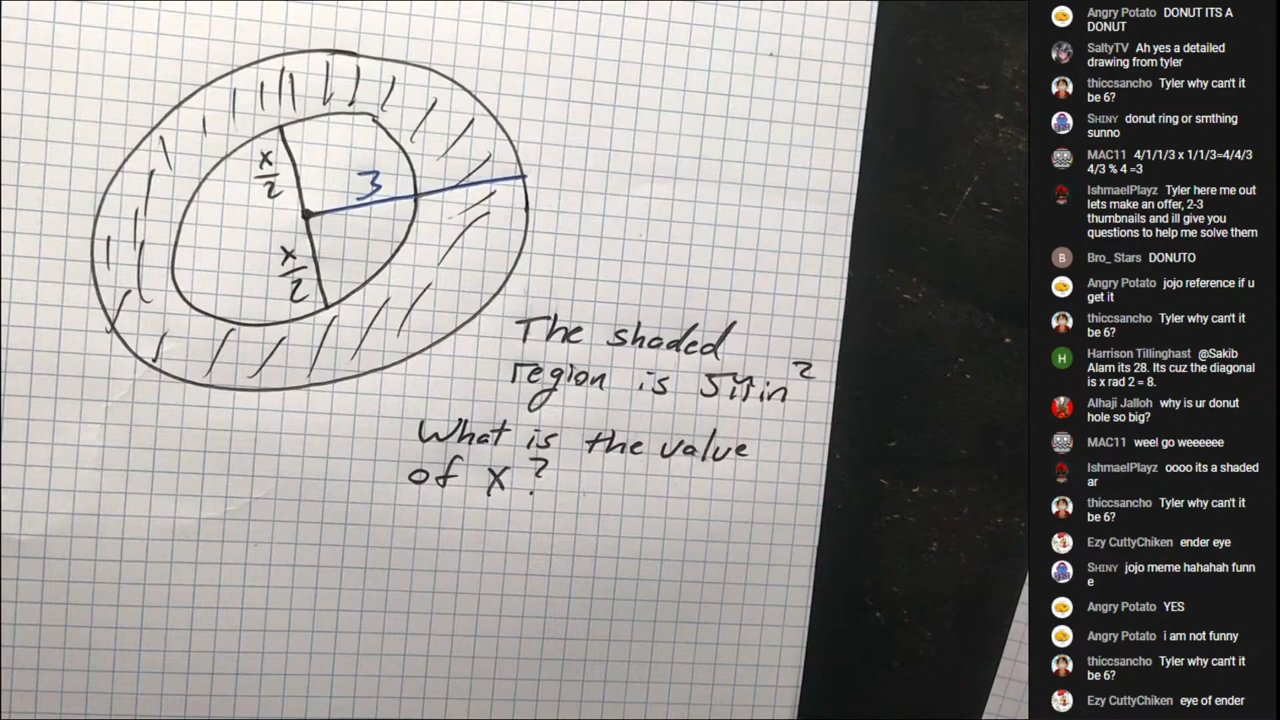 x/2
3
x/2
The shaded
region is 5π in²
What is the value
of x?
Angry Potato DONUT ITS A
DONUT
SaltyTV Ah yes a detailed
drawing from tyler
thiccsancho Tyler why can't it
be 6?
SHINY donut ring or smthing
sunno
MAC11 4/1/1/3 x 1/1/3=4/4/3
4/3 % 4 =3
IshmaelPlayz Tyler here me out
lets make an offer, 2-3
thumbnails and ill give you
questions to help me solve them
B Bro_ Stars DONUTO
Angry Potato jojo reference if u
get it
thiccsancho Tyler why can't it
be 6?
H Harrison Tillinghast @Sakib
Alam its 28. Its cuz the diagonal
is x rad 2 = 8.
Alhaji Jalloh why is ur donut
hole so big?
MAC11 weel go weeeeee
IshmaelPlayz oooo its a shaded
ar
thiccsancho Tyler why can't it
be 6?
Ezy CuttyChiken ender eye
SHINY jojo meme hahahah funn
e
Angry Potato YES
Angry Potato i am not funny
thiccsancho Tyler why can't it
be 6?
Ezy CuttyChiken eye of ender